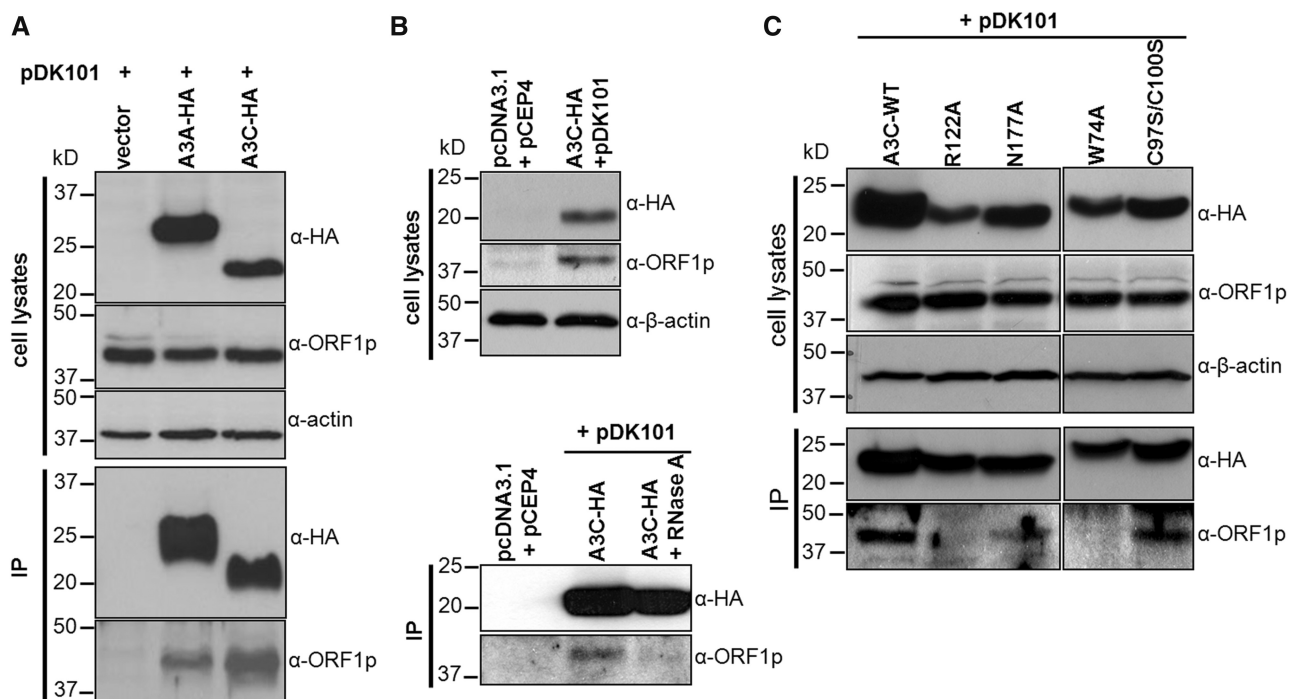 A
pDK101 + + +
vector
A3A-HA
A3C-HA
kD
cell lysates
37
25
20
α-HA
50
37
α-ORF1p
50
37
α-actin
IP
37
25
20
α-HA
50
37
α-ORF1p
B
pcDNA3.1
+ pCEP4
A3C-HA
+pDK101
kD
cell lysates
25
20
α-HA
37
α-ORF1p
50
37
α-β-actin
+ pDK101
pcDNA3.1
+ pCEP4
A3C-HA
A3C-HA
+ RNase A
IP
25
20
α-HA
37
α-ORF1p
C
+ pDK101
A3C-WT
R122A
N177A
W74A
C97S/C100S
kD
cell lysates
25
20
α-HA
50
37
α-ORF1p
50
37
α-β-actin
IP
25
20
α-HA
50
37
α-ORF1p